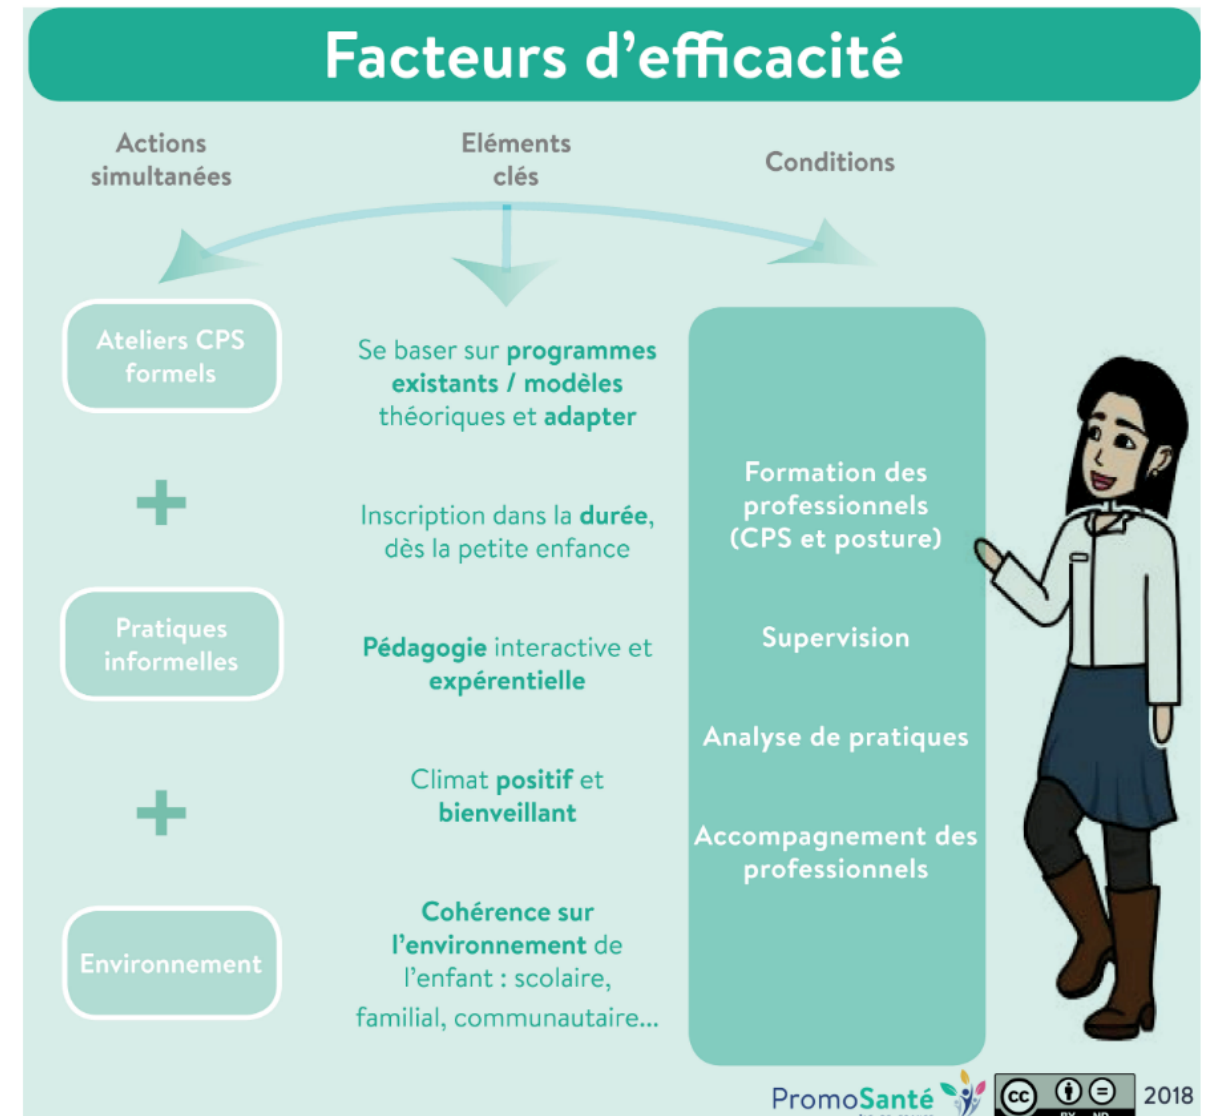 Facteurs d'efficacité
Actions
simultanées
Eléments
clés
Conditions
Ateliers CPS
formels
+
Pratiques
informelles
+
Environnement
Se baser sur programmes
existants / modèles
théoriques et adapter
Inscription dans la durée,
dès la petite enfance
Pédagogie interactive et
expérentielle
Climat positif et
bienveillant
Cohérence sur
l'environnement de
l'enfant : scolaire,
familial, communautaire...
Formation des
professionnels
(CPS et posture)
Supervision
Analyse de pratiques
Accompagnement des
professionnels
PromoSanté
cc
2018